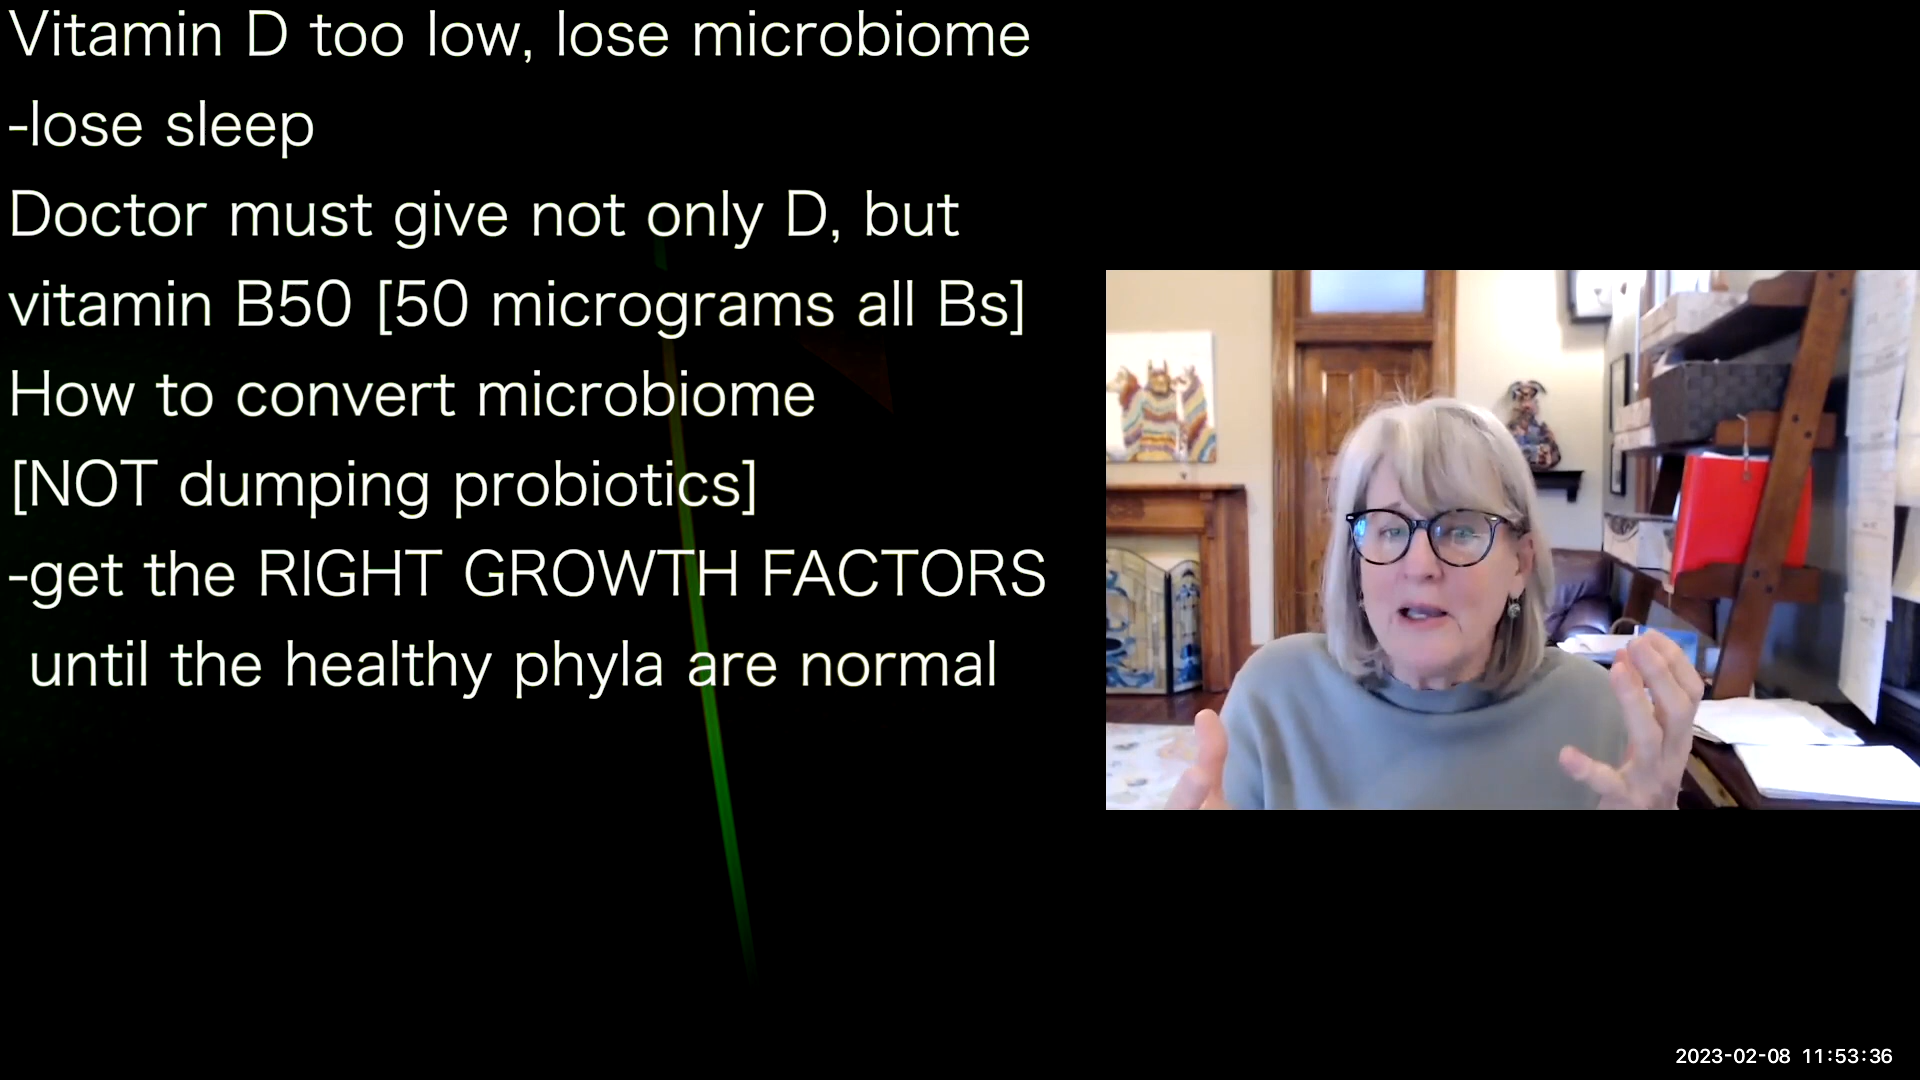 Vitamin D too low, lose microbiome
-lose sleep
Doctor must give not only D, but
vitamin B50 [50 micrograms all Bs]
How to convert microbiome
[NOT dumping probiotics]
-get the RIGHT GROWTH FACTORS
until the healthy phyla are normal
2023-02-08 11:53:36